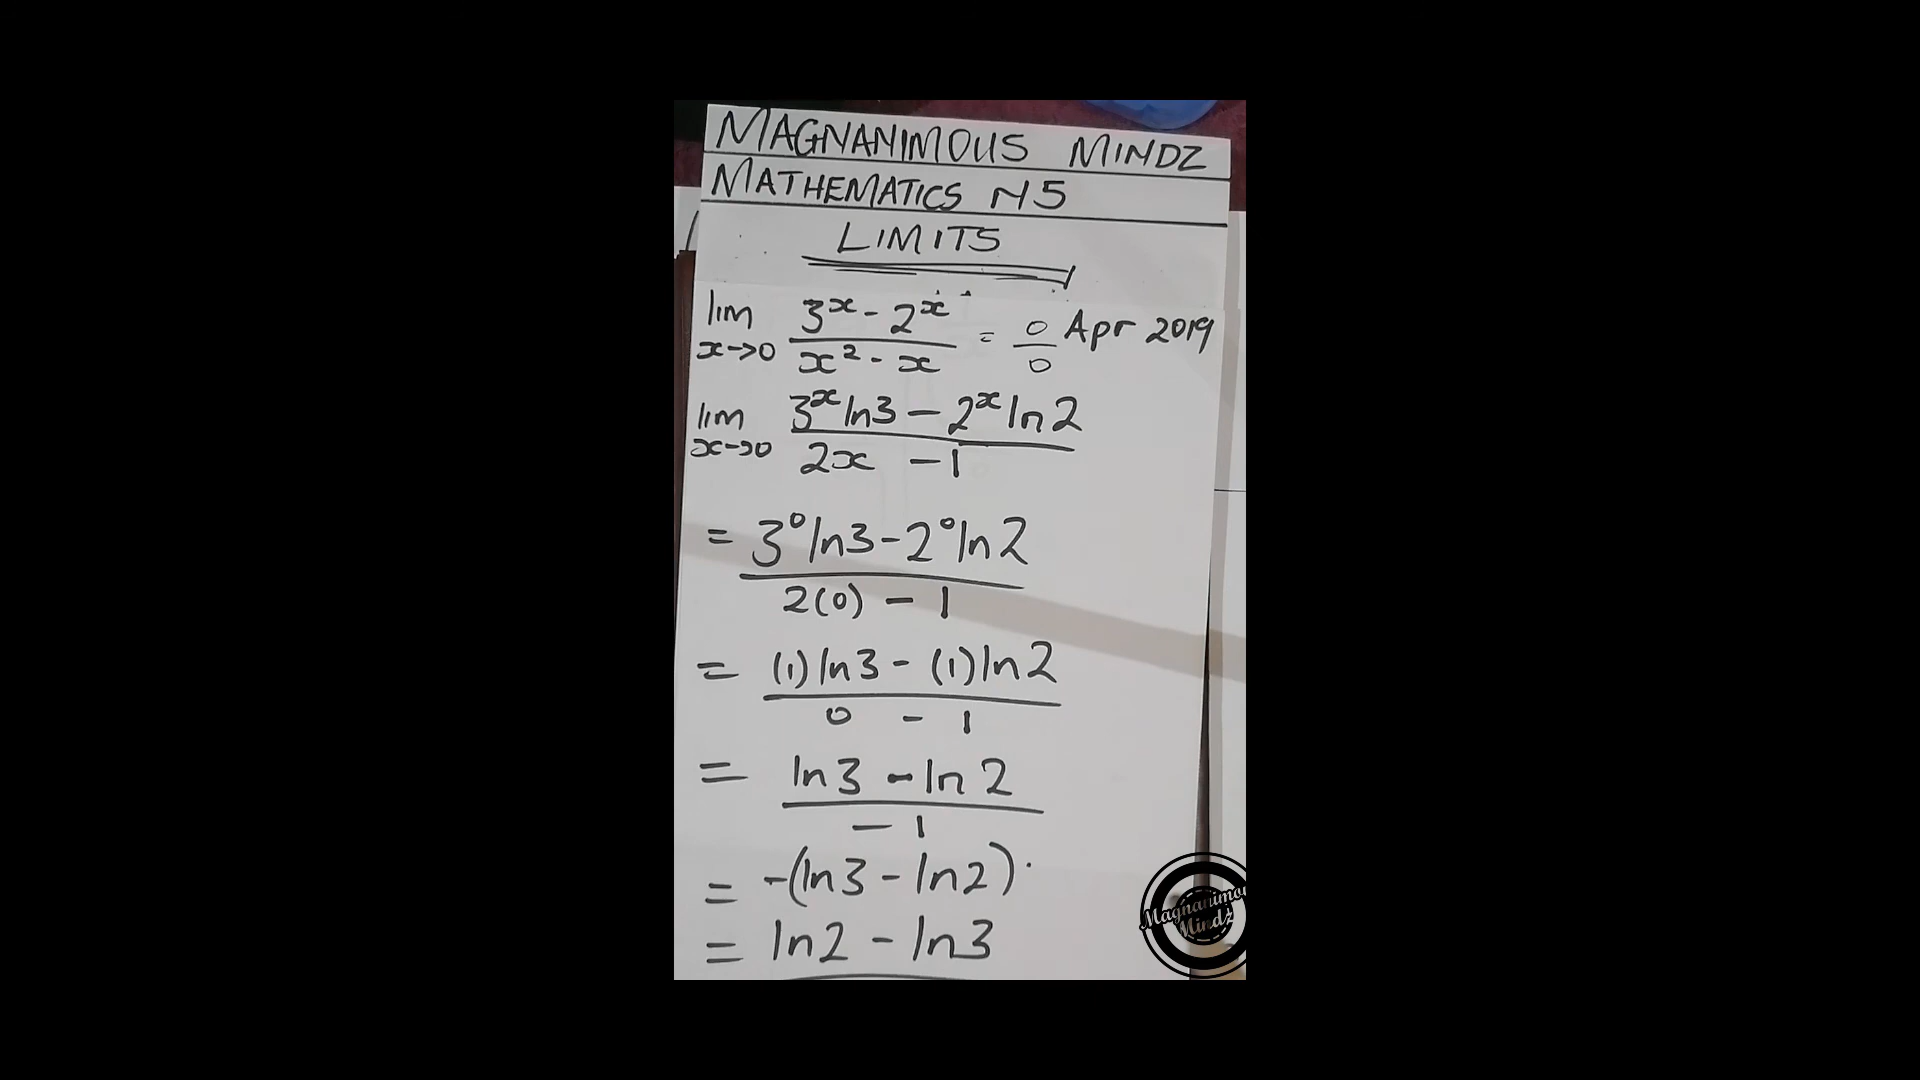 MAGNANIMOUS MINDZ
MATHEMATICS N5
LIMITS
lim x→0 (3^x - 2^x)/(x^2 - x) = 0/0 Apr 2019
lim x→0 (3^x ln3 - 2^x ln2)/(2x - 1)
= (3^0 ln3 - 2^0 ln2)/(2(0) - 1)
= ((1)ln3 - (1)ln2)/(0 - 1)
= (ln3 - ln2)/(-1)
= -(ln3 - ln2)
= ln2 - ln3
Magnanimou
Mindz